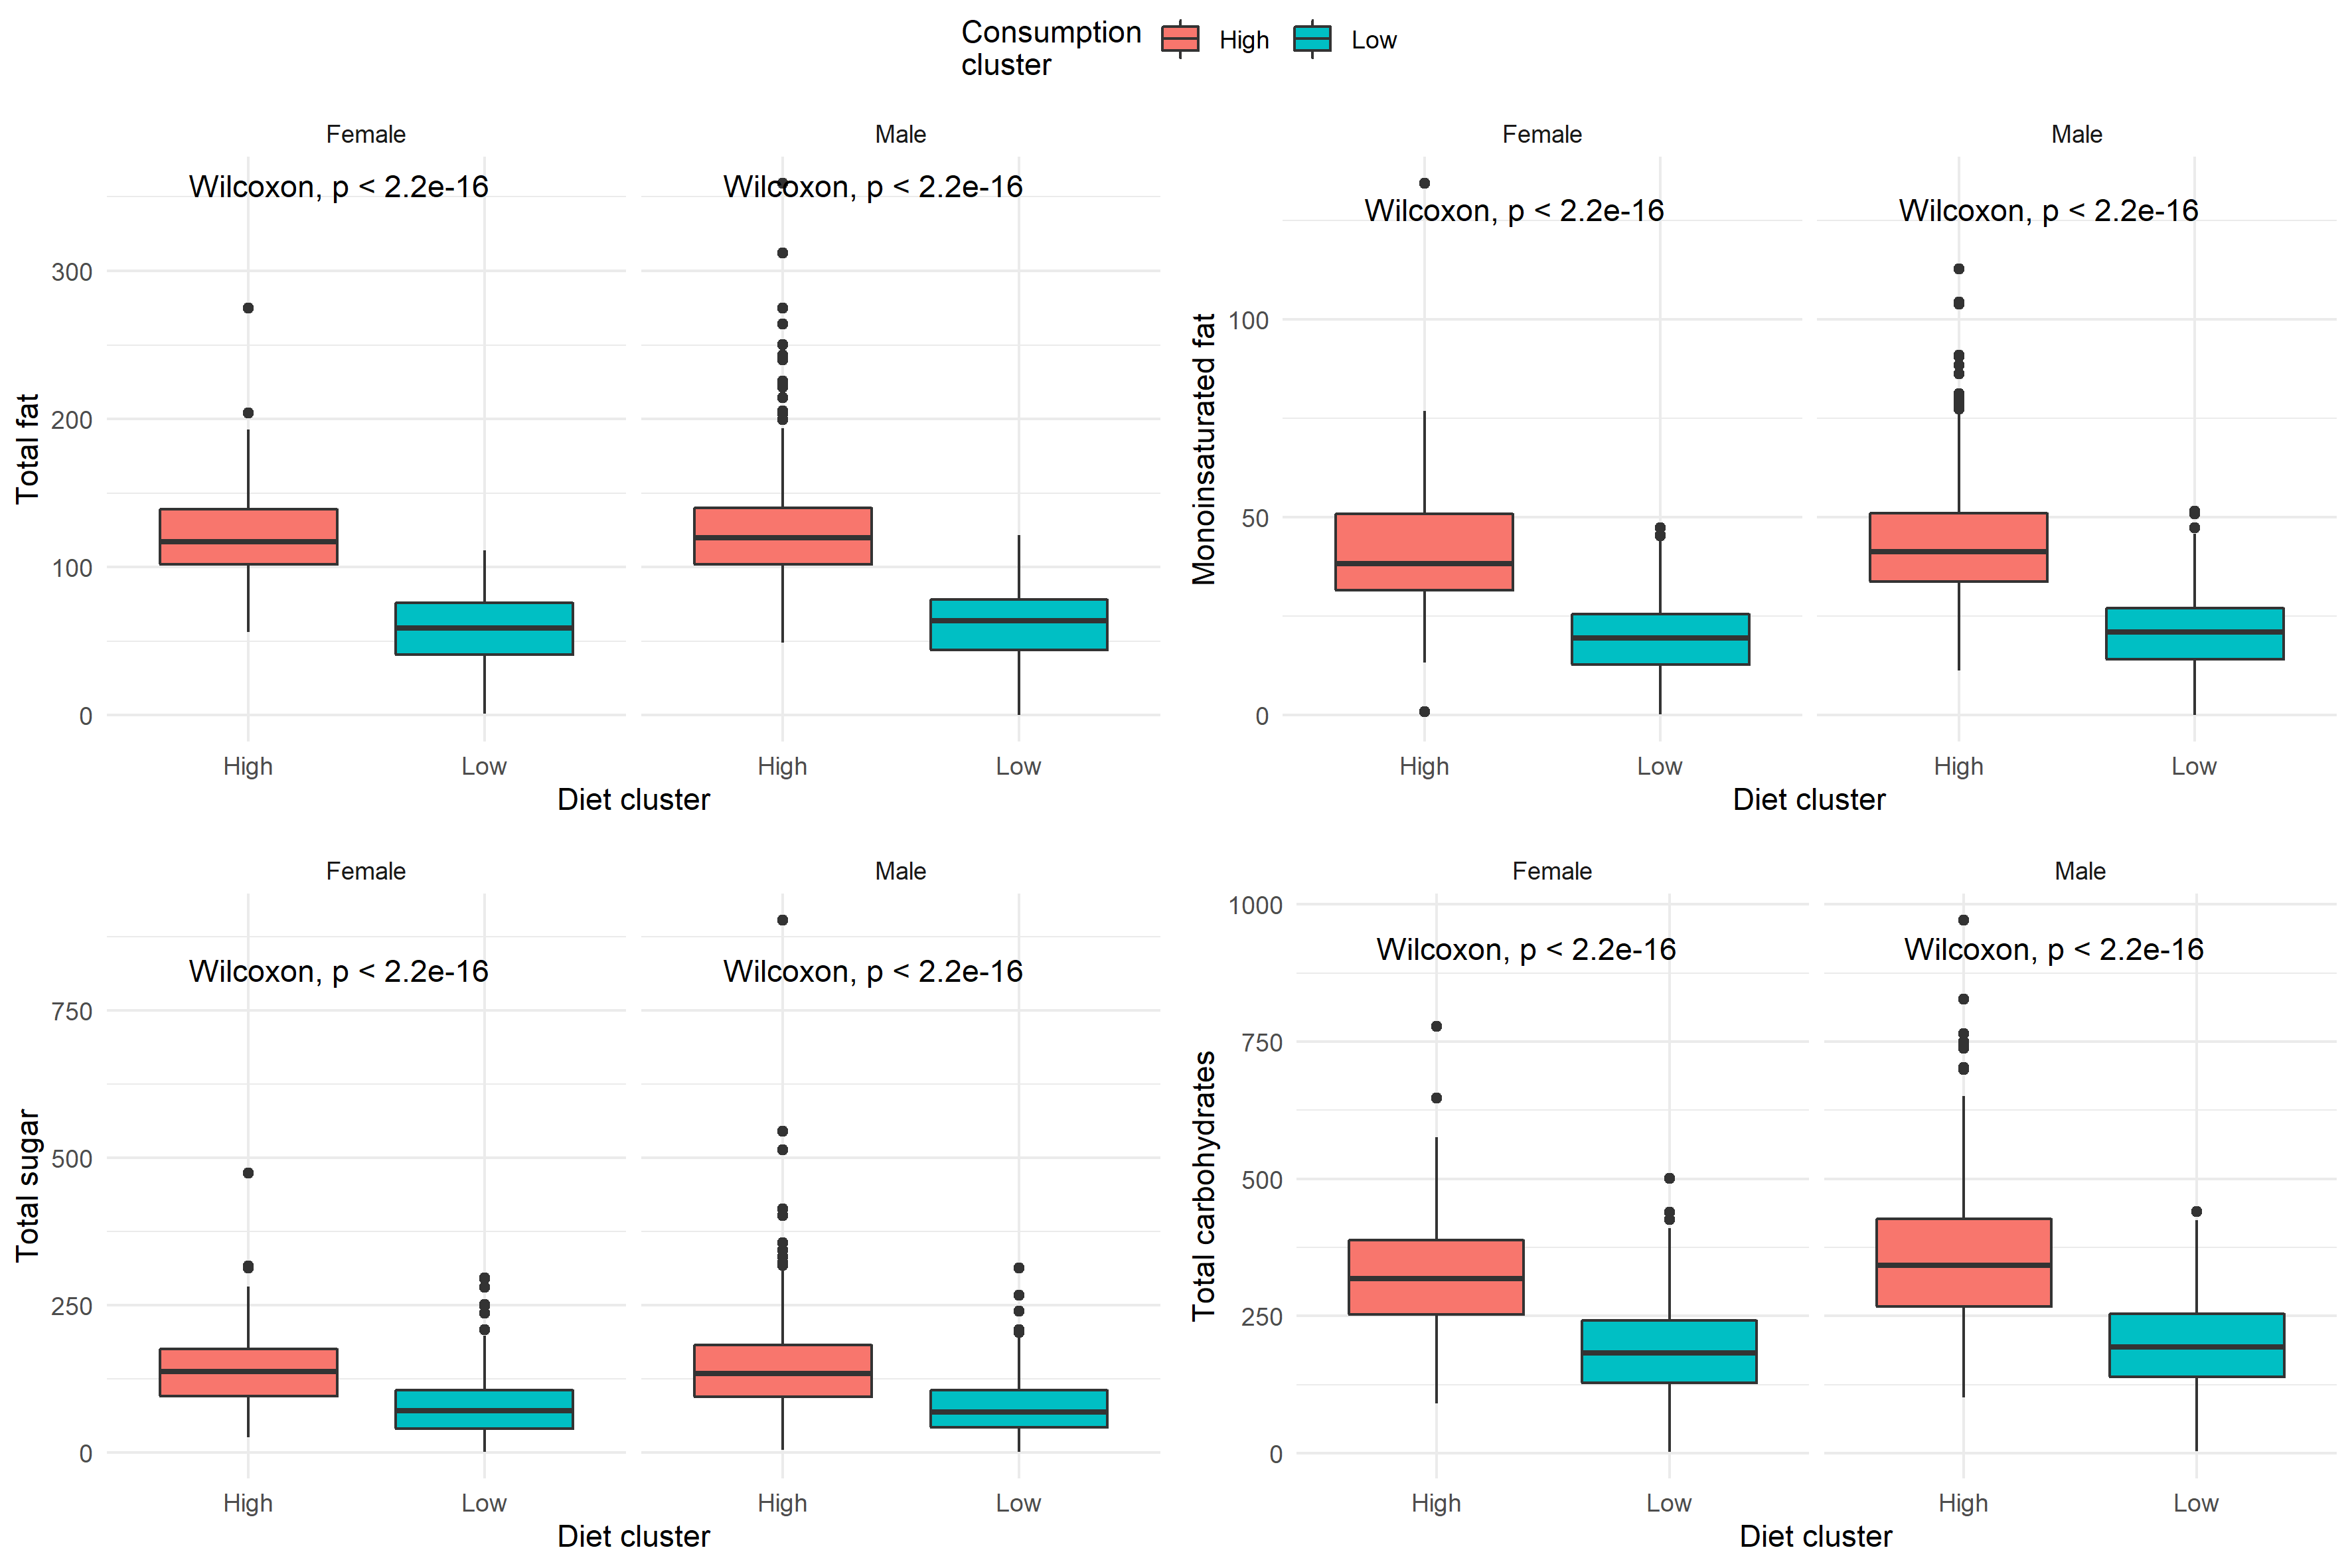 Consumption
cluster
High
Low
Female
Male
Wilcoxon, p < 2.2e-16
Wilcoxon, p < 2.2e-16
Total fat
300
200
100
0
High
Low
High
Low
Diet cluster
Female
Male
Wilcoxon, p < 2.2e-16
Wilcoxon, p < 2.2e-16
Monoinsaturated fat
100
50
0
High
Low
High
Low
Diet cluster
Female
Male
Wilcoxon, p < 2.2e-16
Wilcoxon, p < 2.2e-16
Total sugar
750
500
250
0
High
Low
High
Low
Diet cluster
Female
Male
Wilcoxon, p < 2.2e-16
Wilcoxon, p < 2.2e-16
Total carbohydrates
1000
750
500
250
0
High
Low
High
Low
Diet cluster